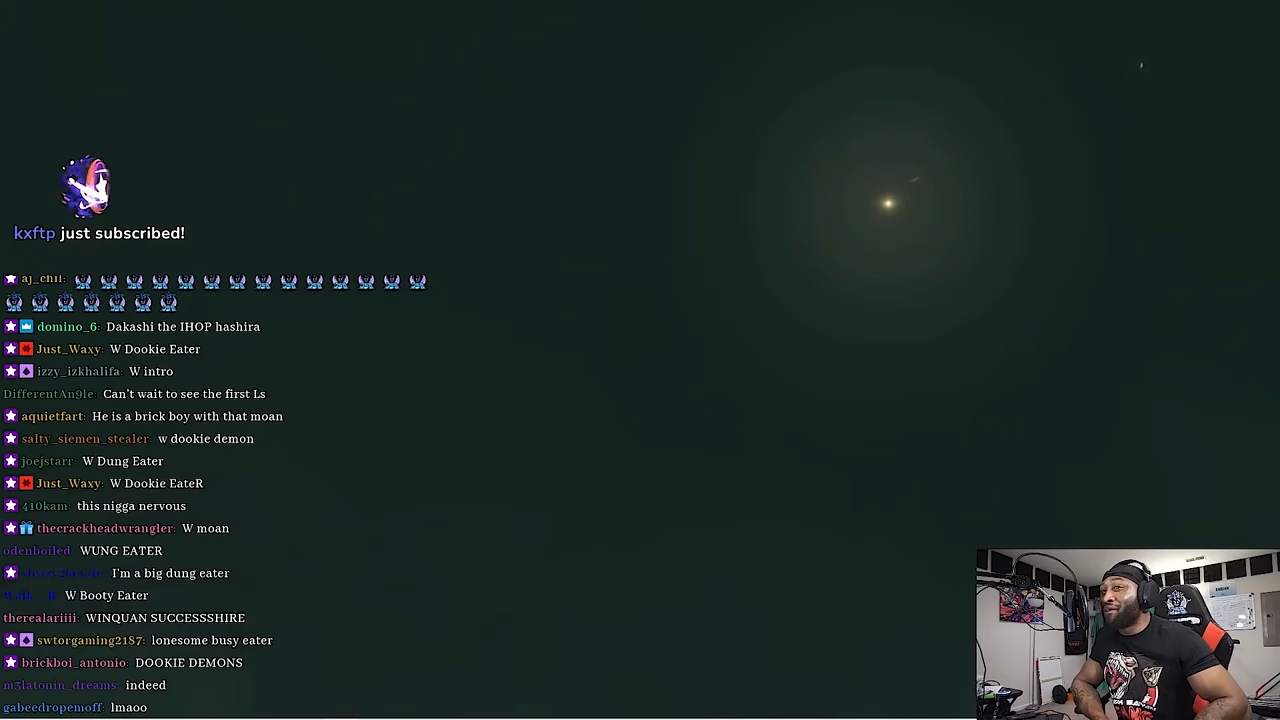 kxftp just subscribed!
aj_ch1l:
domino_6: Dakashi the IHOP hashira
Just_Waxy: W Dookie Eater
izzy_izkhalifa: W intro
DifferentAn9le: Can't wait to see the first Ls
aquietfart: He is a brick boy with that moan
salty_siemen_stealer: w dookie demon
joejstarr: W Dung Eater
Just_Waxy: W Dookie EateR
410kam: this nigga nervous
thecrackheadwrangler: W moan
odenboiled: WUNG EATER
I'm a big dung eater
W Booty Eater
therealariiii: WINQUAN SUCCESSSHIRE
swtorgaming2187: lonesome busy eater
brickboi_antonio: DOOKIE DEMONS
m3latonin_dreams: indeed
gabeedropemoff: lmaoo